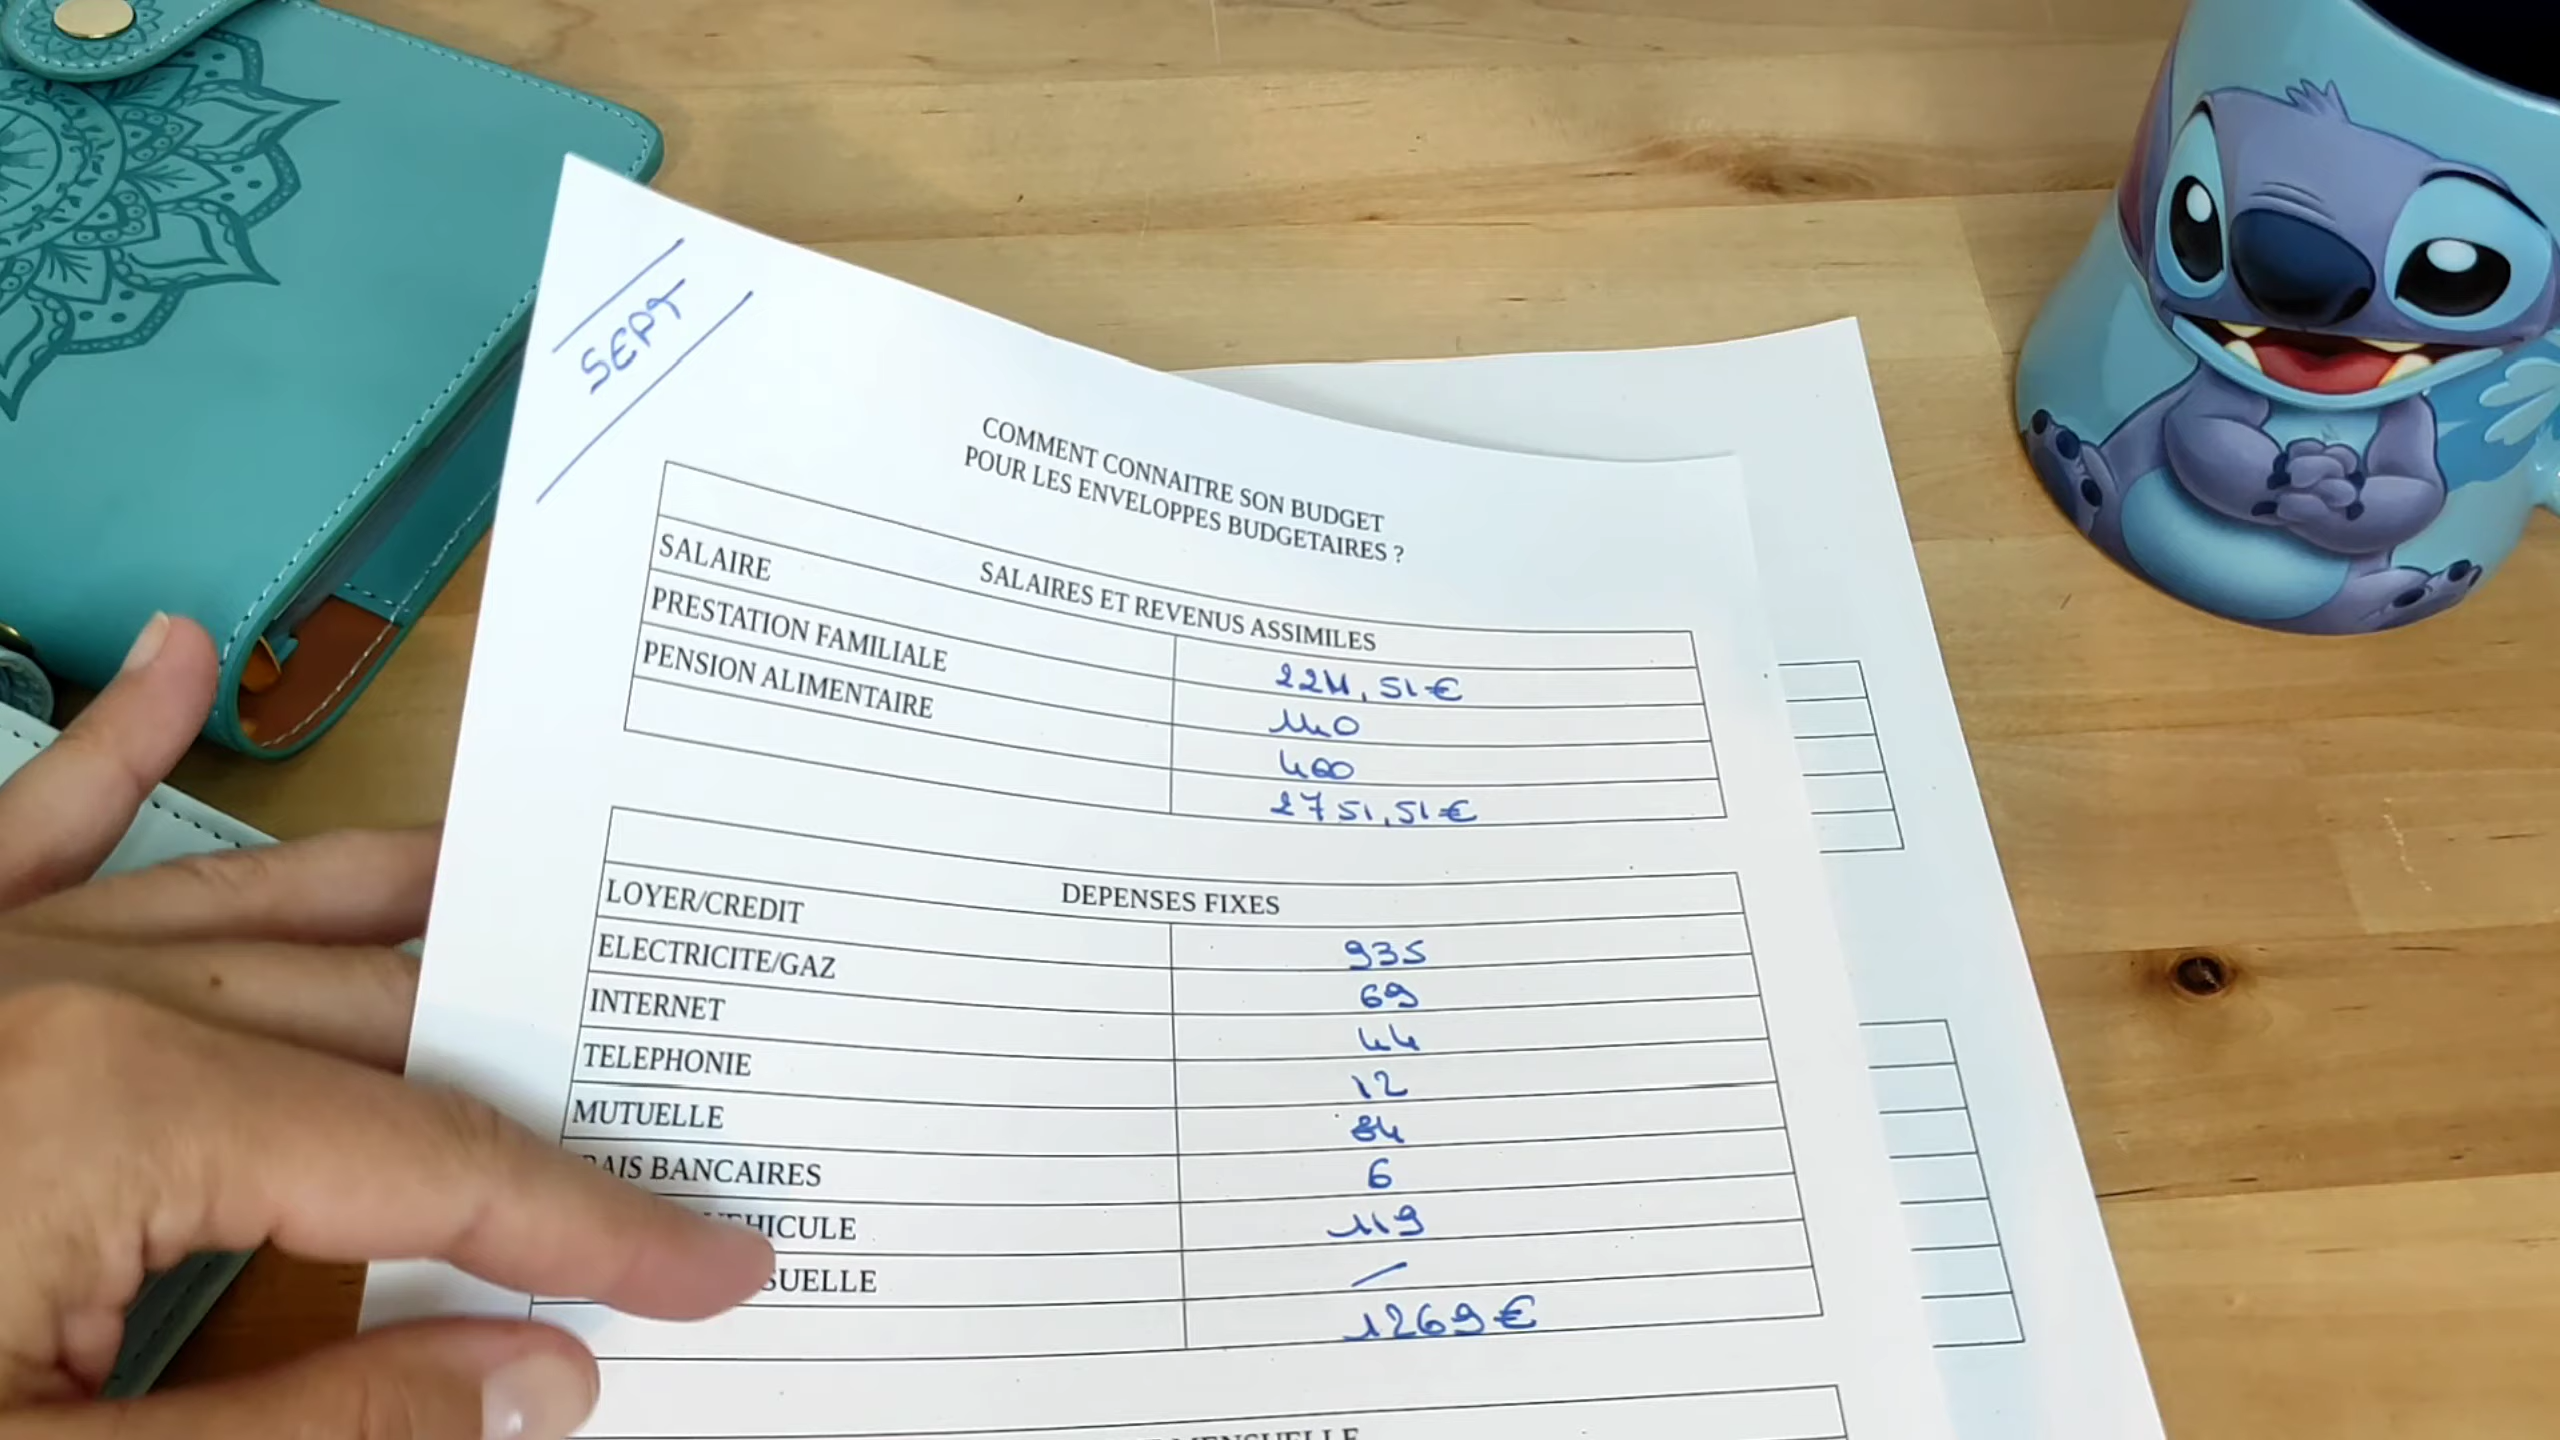 SEPT
COMMENT CONNAITRE SON BUDGET
POUR LES ENVELOPPES BUDGETAIRES ?
SALAIRES ET REVENUS ASSIMILES
SALAIRE 2211,51€
PRESTATION FAMILIALE 140
PENSION ALIMENTAIRE 400
2751,51€
DEPENSES FIXES
LOYER/CREDIT 935
ELECTRICITE/GAZ 69
INTERNET 44
TELEPHONIE 12
MUTUELLE 84
RAIS BANCAIRES 6
HICULE 119
SUELLE /
1269€
MENSUELLE